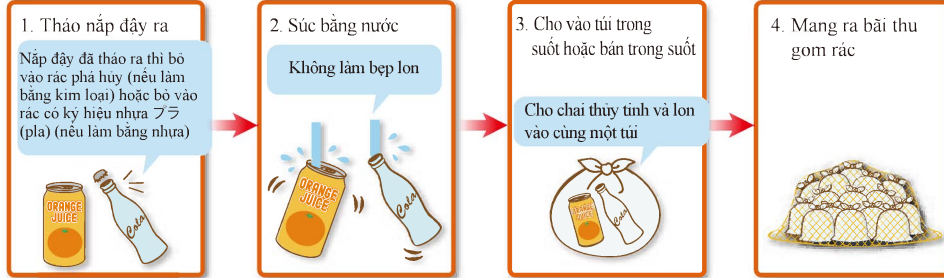 1. Tháo nắp đậy ra
Nắp đậy đã tháo ra thì bỏ
vào rác phá hủy (nếu làm
bằng kim loại) hoặc bỏ vào
rác có ký hiệu nhựa プラ
(pla) (nếu làm bằng nhựa)
ORANGE
JUICE
Cola
2. Súc bằng nước
Không làm bẹp lon
ORANGE
JUICE
Cola
3. Cho vào túi trong
suốt hoặc bán trong suốt
Cho chai thủy tinh và lon
vào cùng một túi
ORANGE
JUICE
Cola
4. Mang ra bãi thu
gom rác